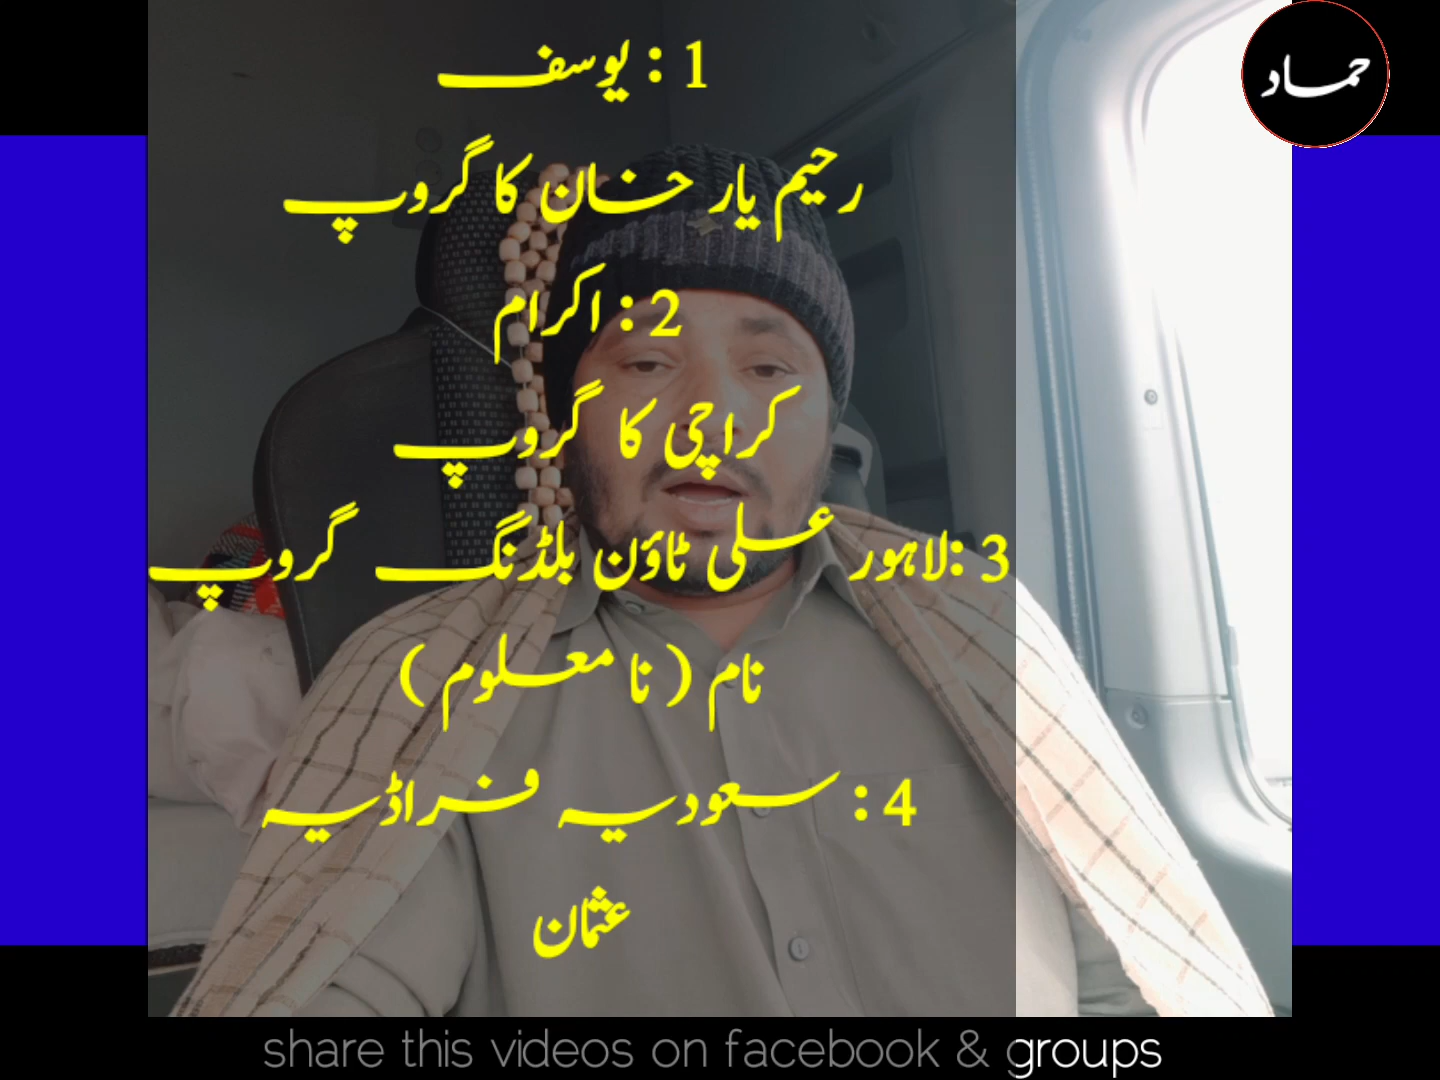 حماد
1 : یوسف
رحیم یار خان کا گروپ
2 : اکرام
کراچی کا گروپ
3 :لاہور علی ٹاؤن بلڈنگ گروپ
نام ( نا معلوم )
4 : سعودیہ فراڈیہ
عثمان
share this videos on facebook & groups